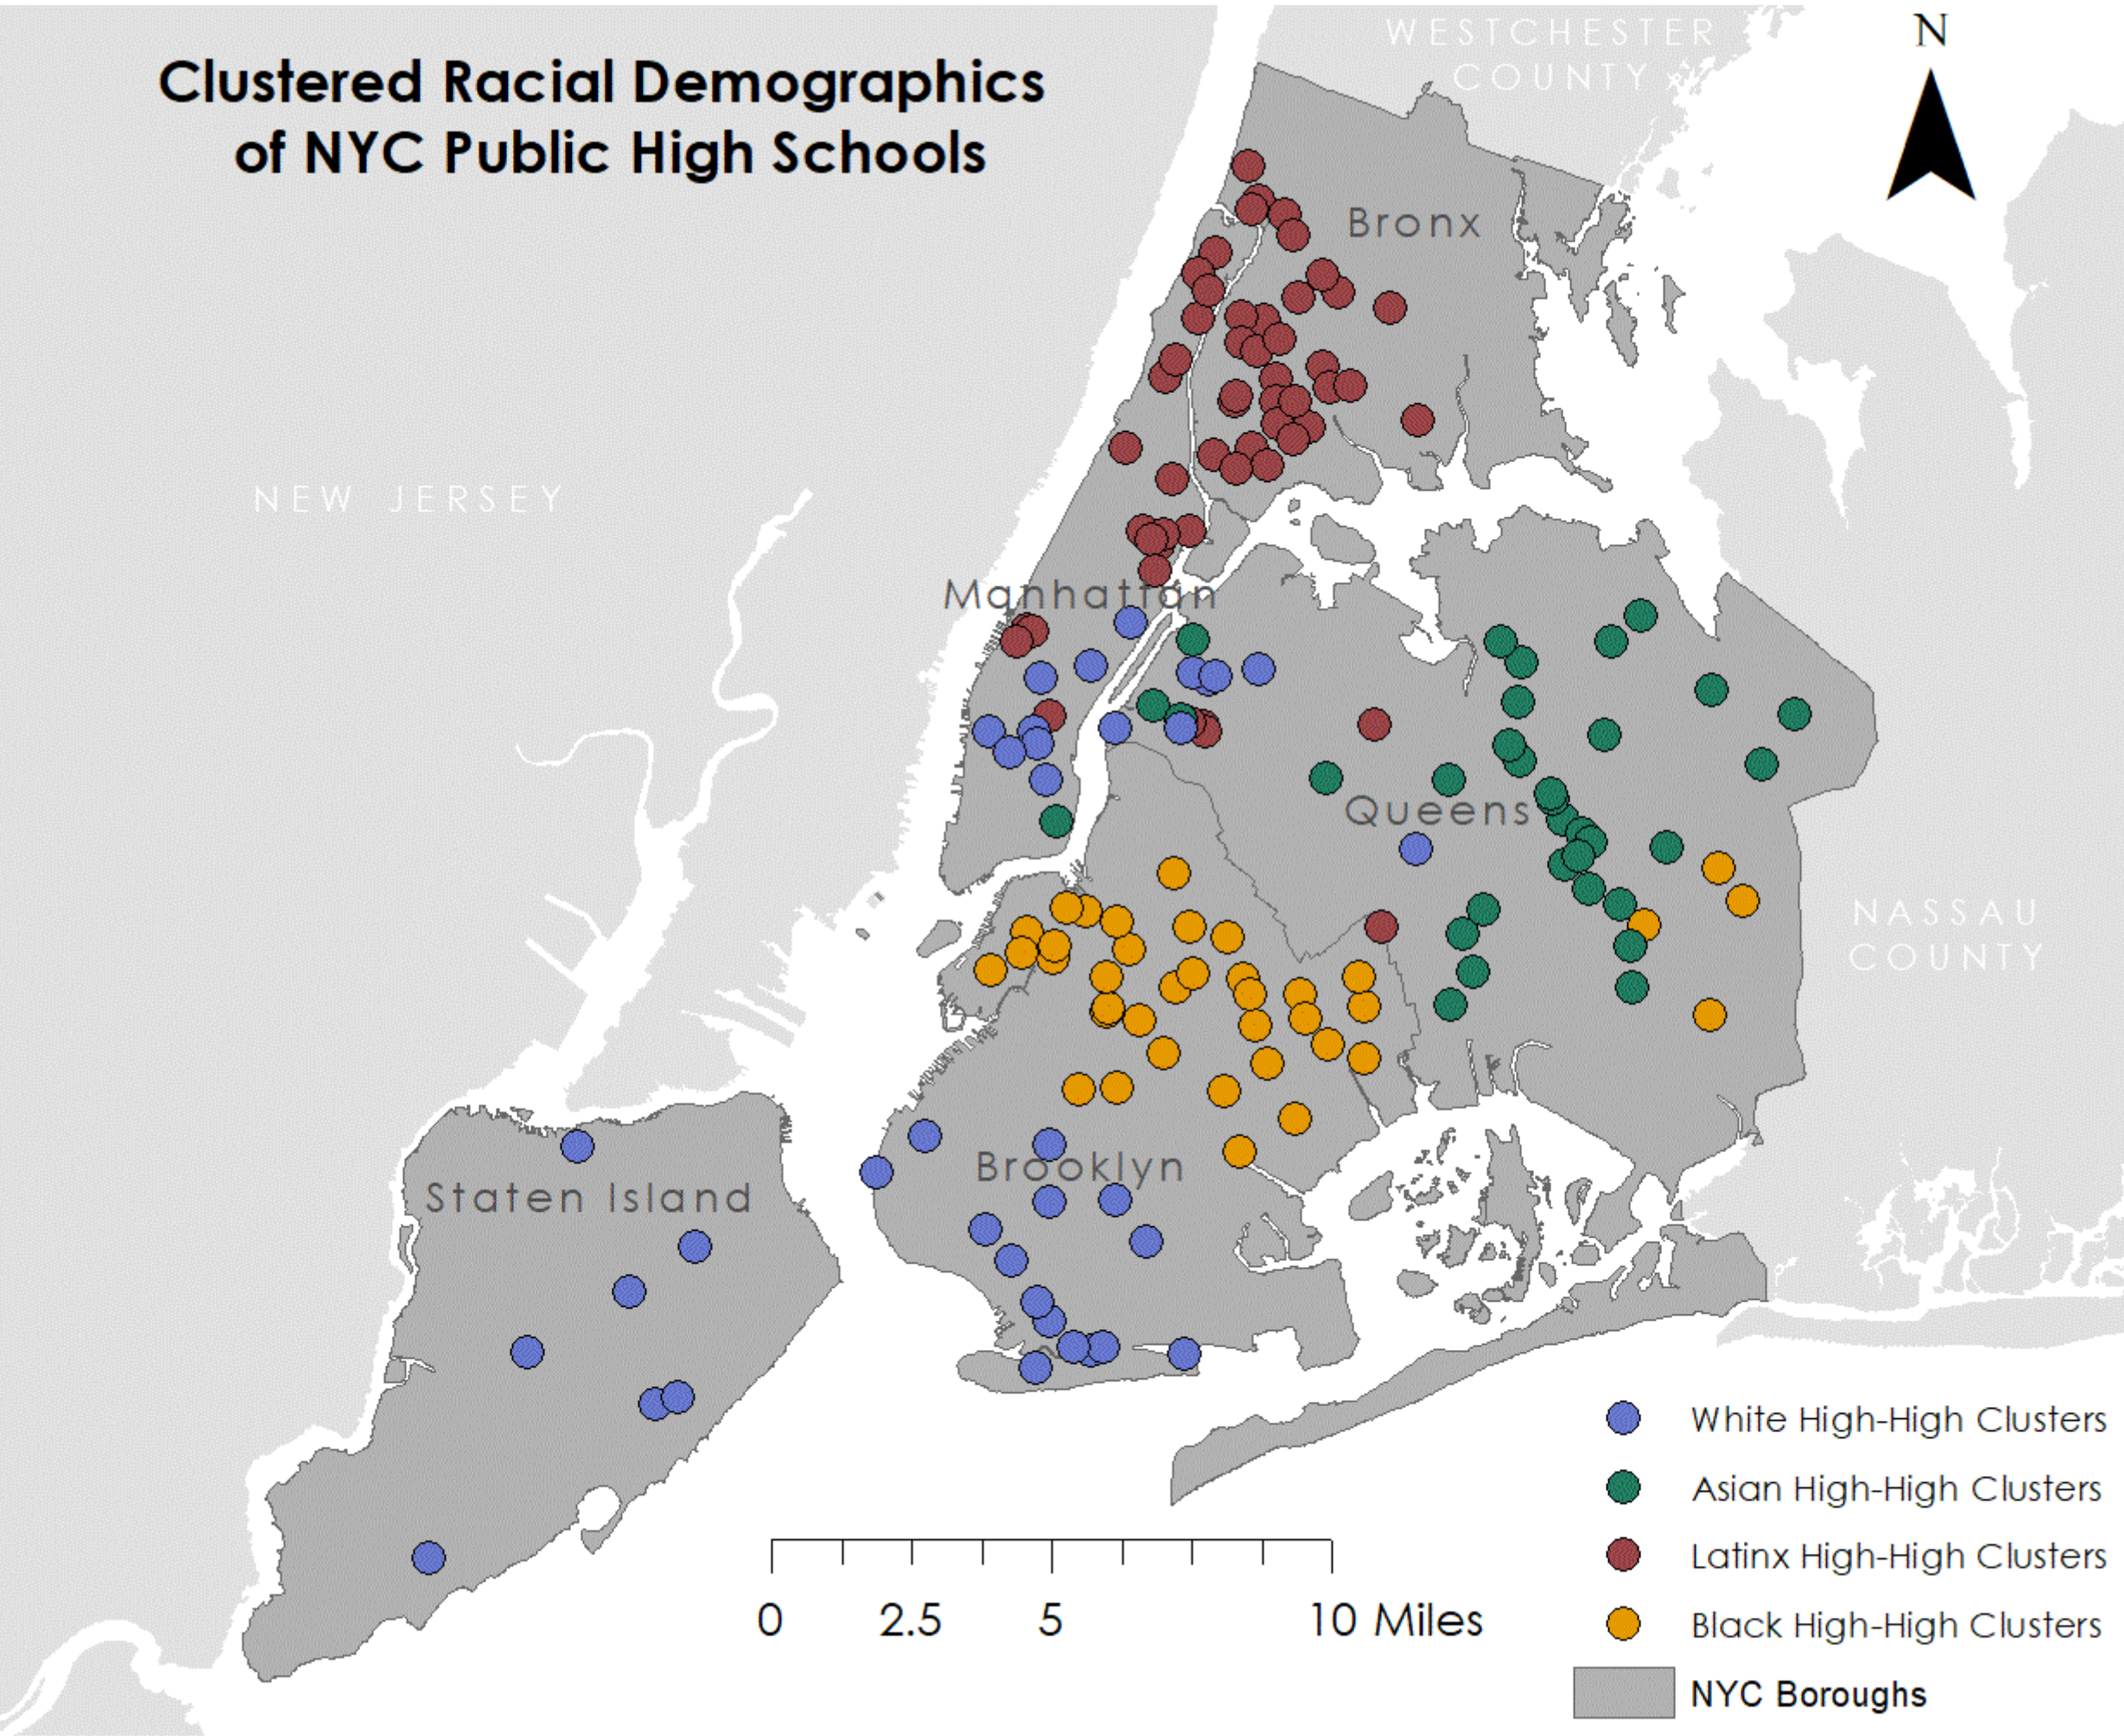 Clustered Racial Demographics
of NYC Public High Schools
WESTCHESTER
COUNTY
N
Bronx
NEW JERSEY
Manhattan
Queens
NASSAU
COUNTY
Brooklyn
Staten Island
White High-High Clusters
Asian High-High Clusters
Latinx High-High Clusters
Black High-High Clusters
NYC Boroughs
0 2.5 5 10 Miles